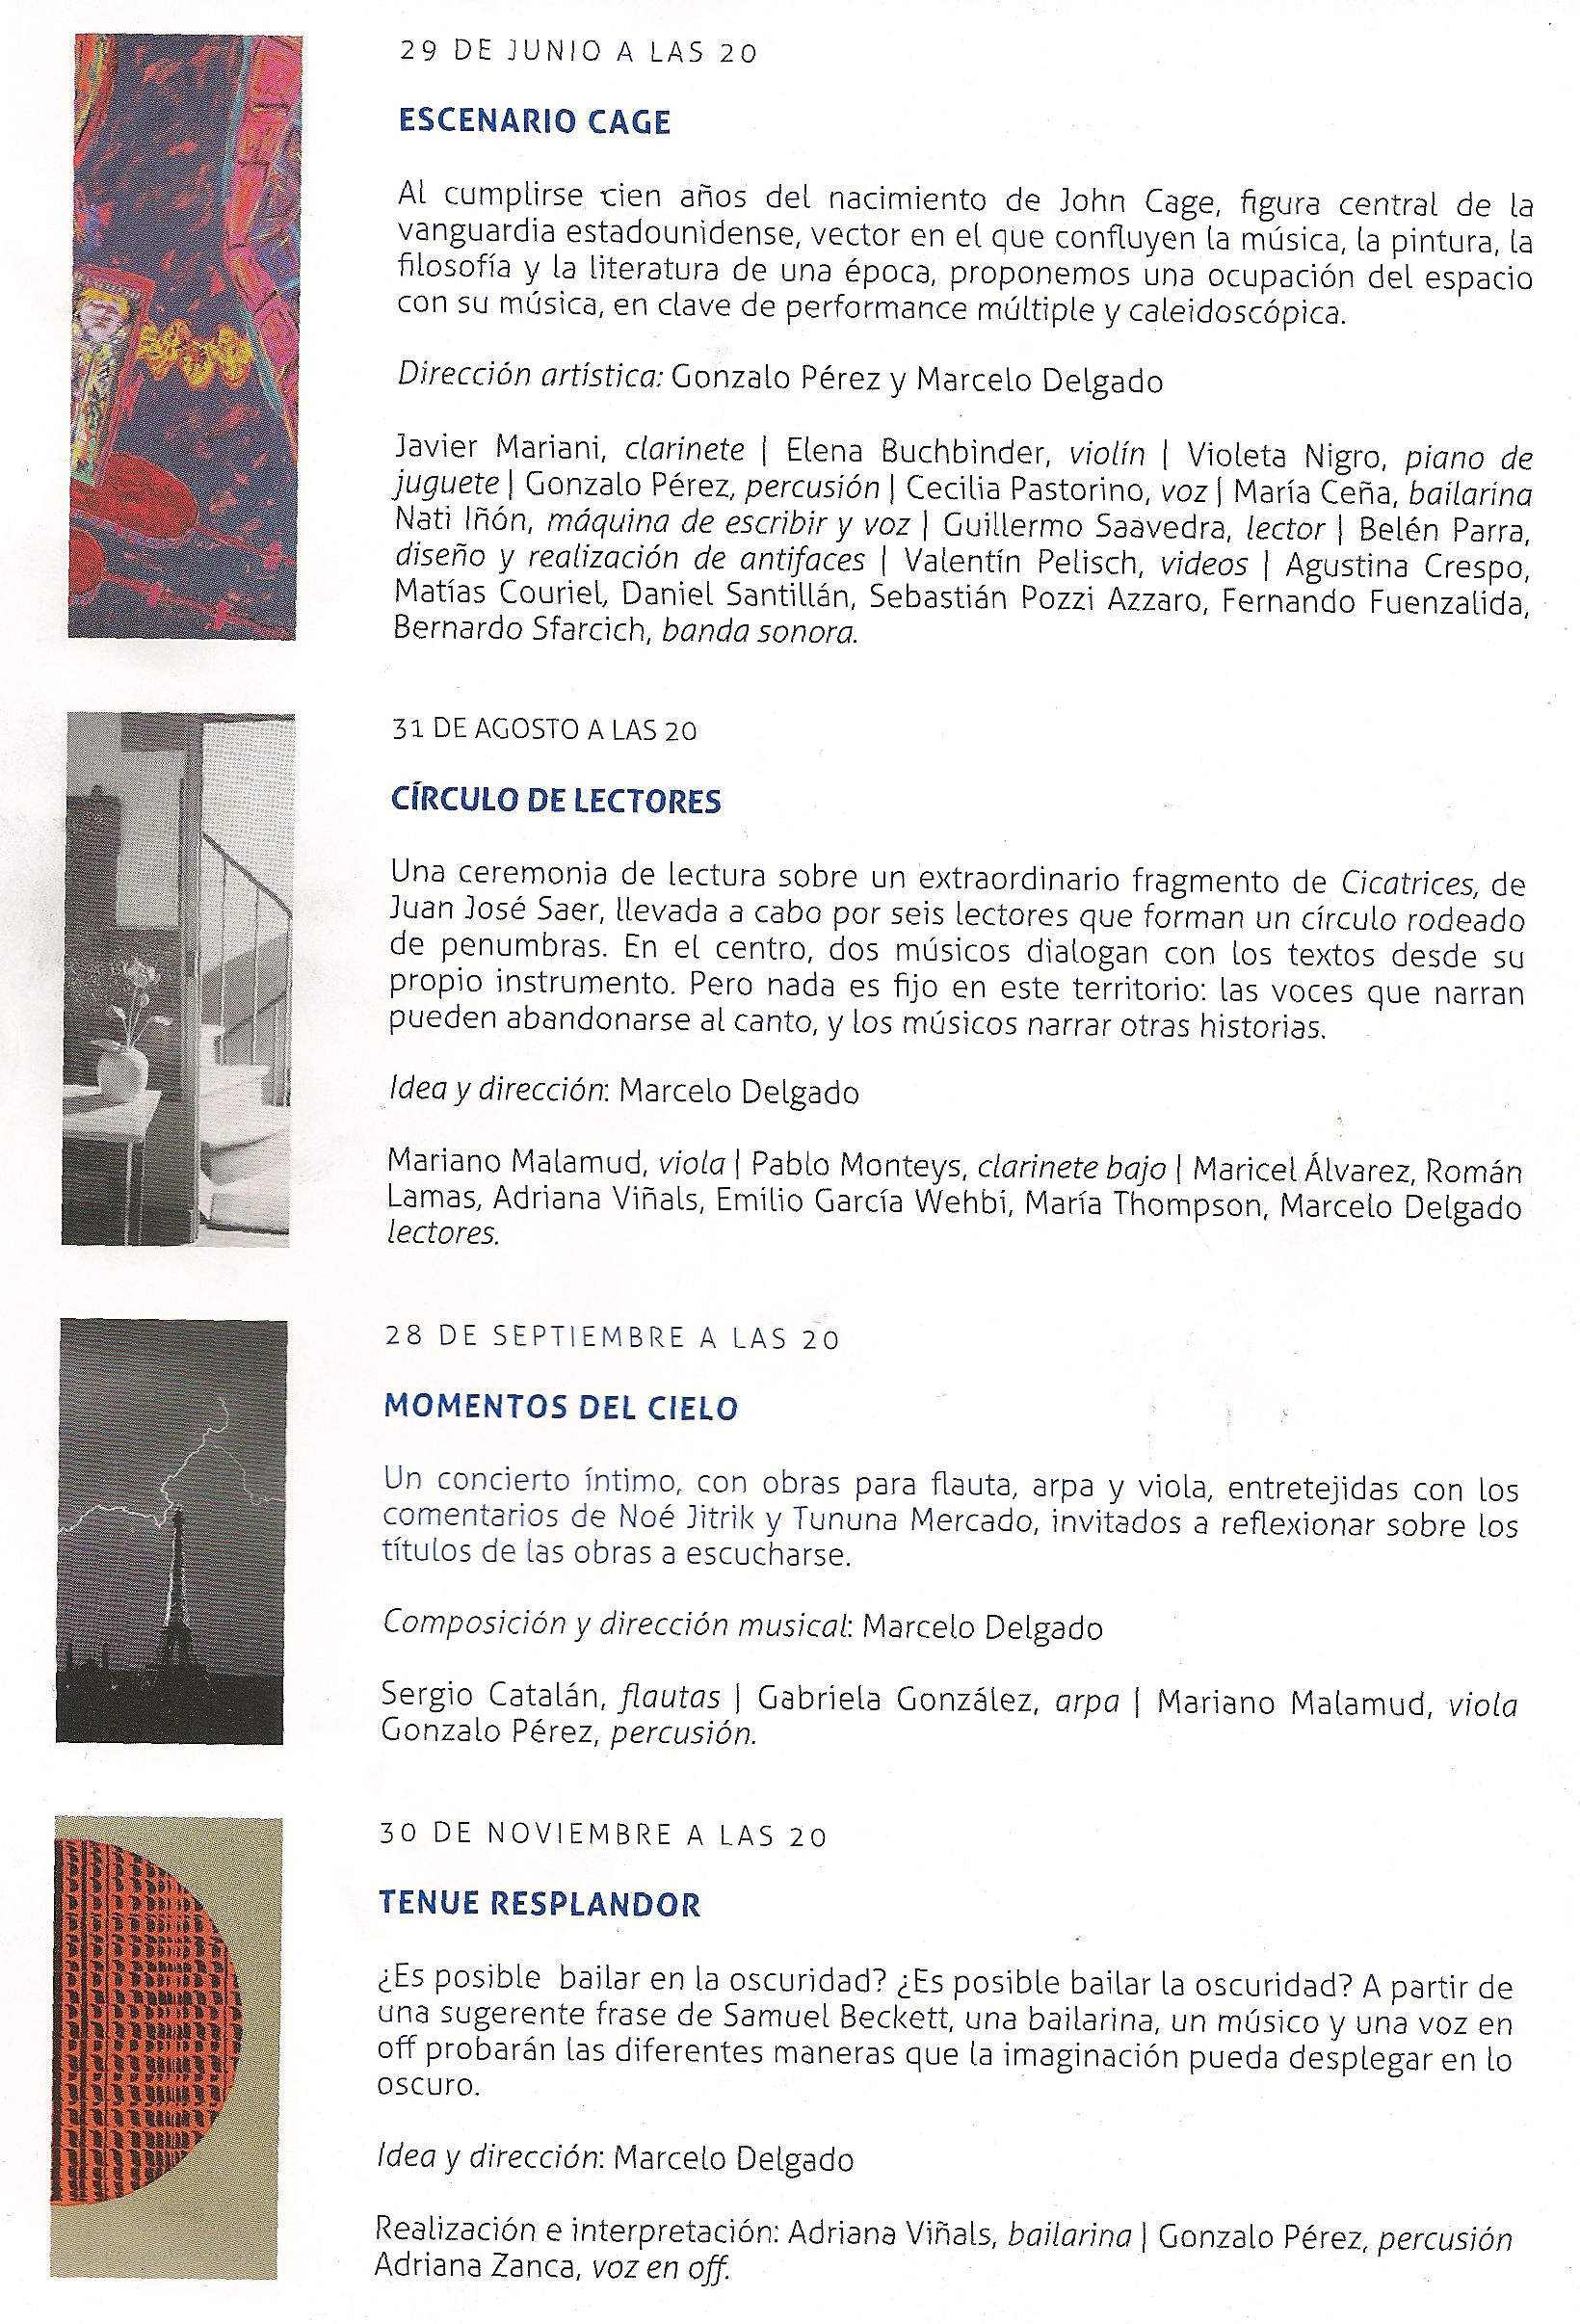 29 DE JUNIO A LAS 20
ESCENARIO CAGE
Al cumplirse cien años del nacimiento de John Cage, figura central de la
vanguardia estadounidense, vector en el que confluyen la música, la pintura, la
filosofía y la literatura de una época, proponemos una ocupación del espacio
con su música, en clave de performance múltiple y caleidoscópica.
Dirección artística: Gonzalo Pérez y Marcelo Delgado
Javier Mariani, clarinete | Elena Buchbinder, violín | Violeta Nigro, piano de
juguete | Gonzalo Pérez, percusión | Cecilia Pastorino, voz | María Ceña, bailarina
Nati Iñón, máquina de escribir y voz | Guillermo Saavedra, lector | Belén Parra,
diseño y realización de antifaces | Valentín Pelisch, videos | Agustina Crespo,
Matías Couriel, Daniel Santillán, Sebastián Pozzi Azzaro, Fernando Fuenzalida,
Bernardo Sfarcich, banda sonora.
31 DE AGOSTO A LAS 20
CÍRCULO DE LECTORES
Una ceremonia de lectura sobre un extraordinario fragmento de Cicatrices, de
Juan José Saer, llevada a cabo por seis lectores que forman un círculo rodeado
de penumbras. En el centro, dos músicos dialogan con los textos desde su
propio instrumento. Pero nada es fijo en este territorio: las voces que narran
pueden abandonarse al canto, y los músicos narrar otras historias.
Idea y dirección: Marcelo Delgado
Mariano Malamud, viola | Pablo Monteys, clarinete bajo | Maricel Álvarez, Román
Lamas, Adriana Viñals, Emilio García Wehbi, María Thompson, Marcelo Delgado
lectores.
28 DE SEPTIEMBRE A LAS 20
MOMENTOS DEL CIELO
Un concierto íntimo, con obras para flauta, arpa y viola, entretejidas con los
comentarios de Noé Jitrik y Tununa Mercado, invitados a reflexionar sobre los
títulos de las obras a escucharse.
Composición y dirección musical: Marcelo Delgado
Sergio Catalán, flautas | Gabriela González, arpa | Mariano Malamud, viola
Gonzalo Pérez, percusión.
30 DE NOVIEMBRE A LAS 20
TENUE RESPLANDOR
¿Es posible bailar en la oscuridad? ¿Es posible bailar la oscuridad? A partir de
una sugerente frase de Samuel Beckett, una bailarina, un músico y una voz en
off probarán las diferentes maneras que la imaginación pueda desplegar en lo
oscuro.
Idea y dirección: Marcelo Delgado
Realización e interpretación: Adriana Viñals, bailarina | Gonzalo Pérez, percusión
Adriana Zanca, voz en off.